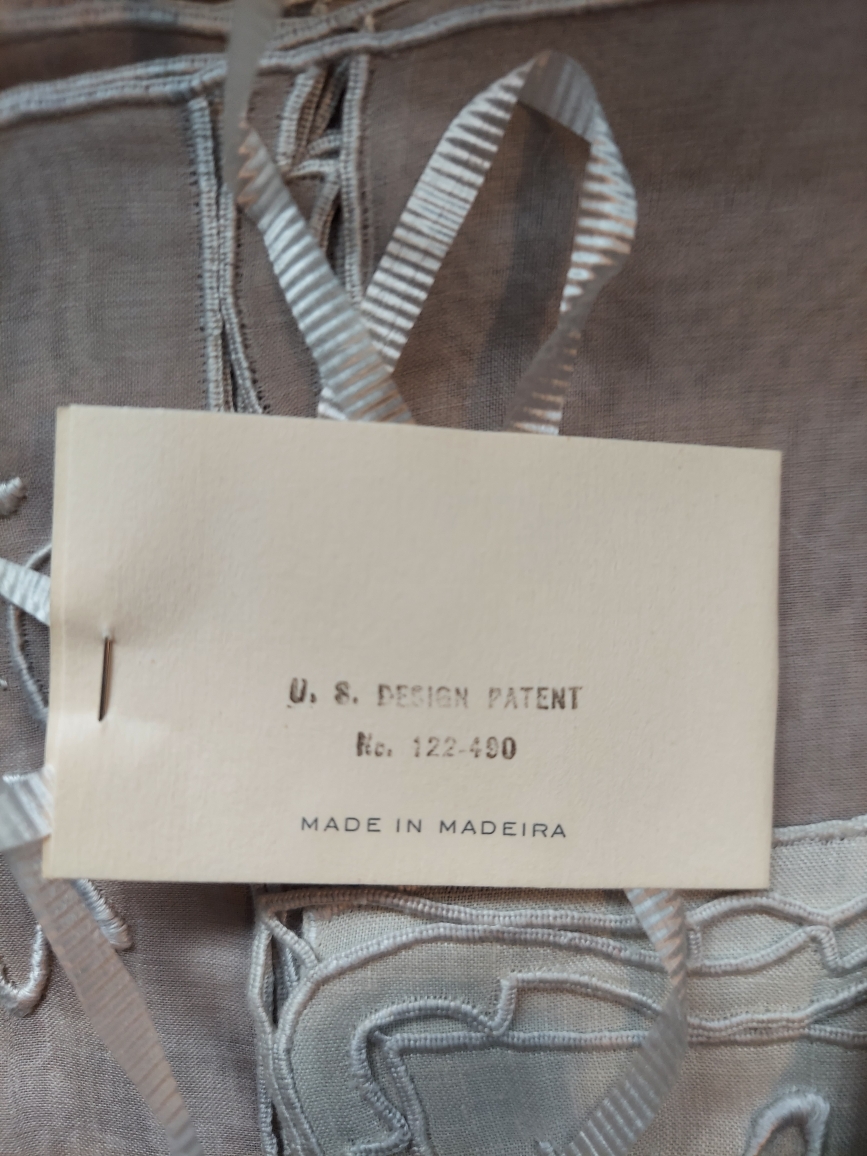 U. S. DESIGN PATENT
No. 122-490
MADE IN MADEIRA